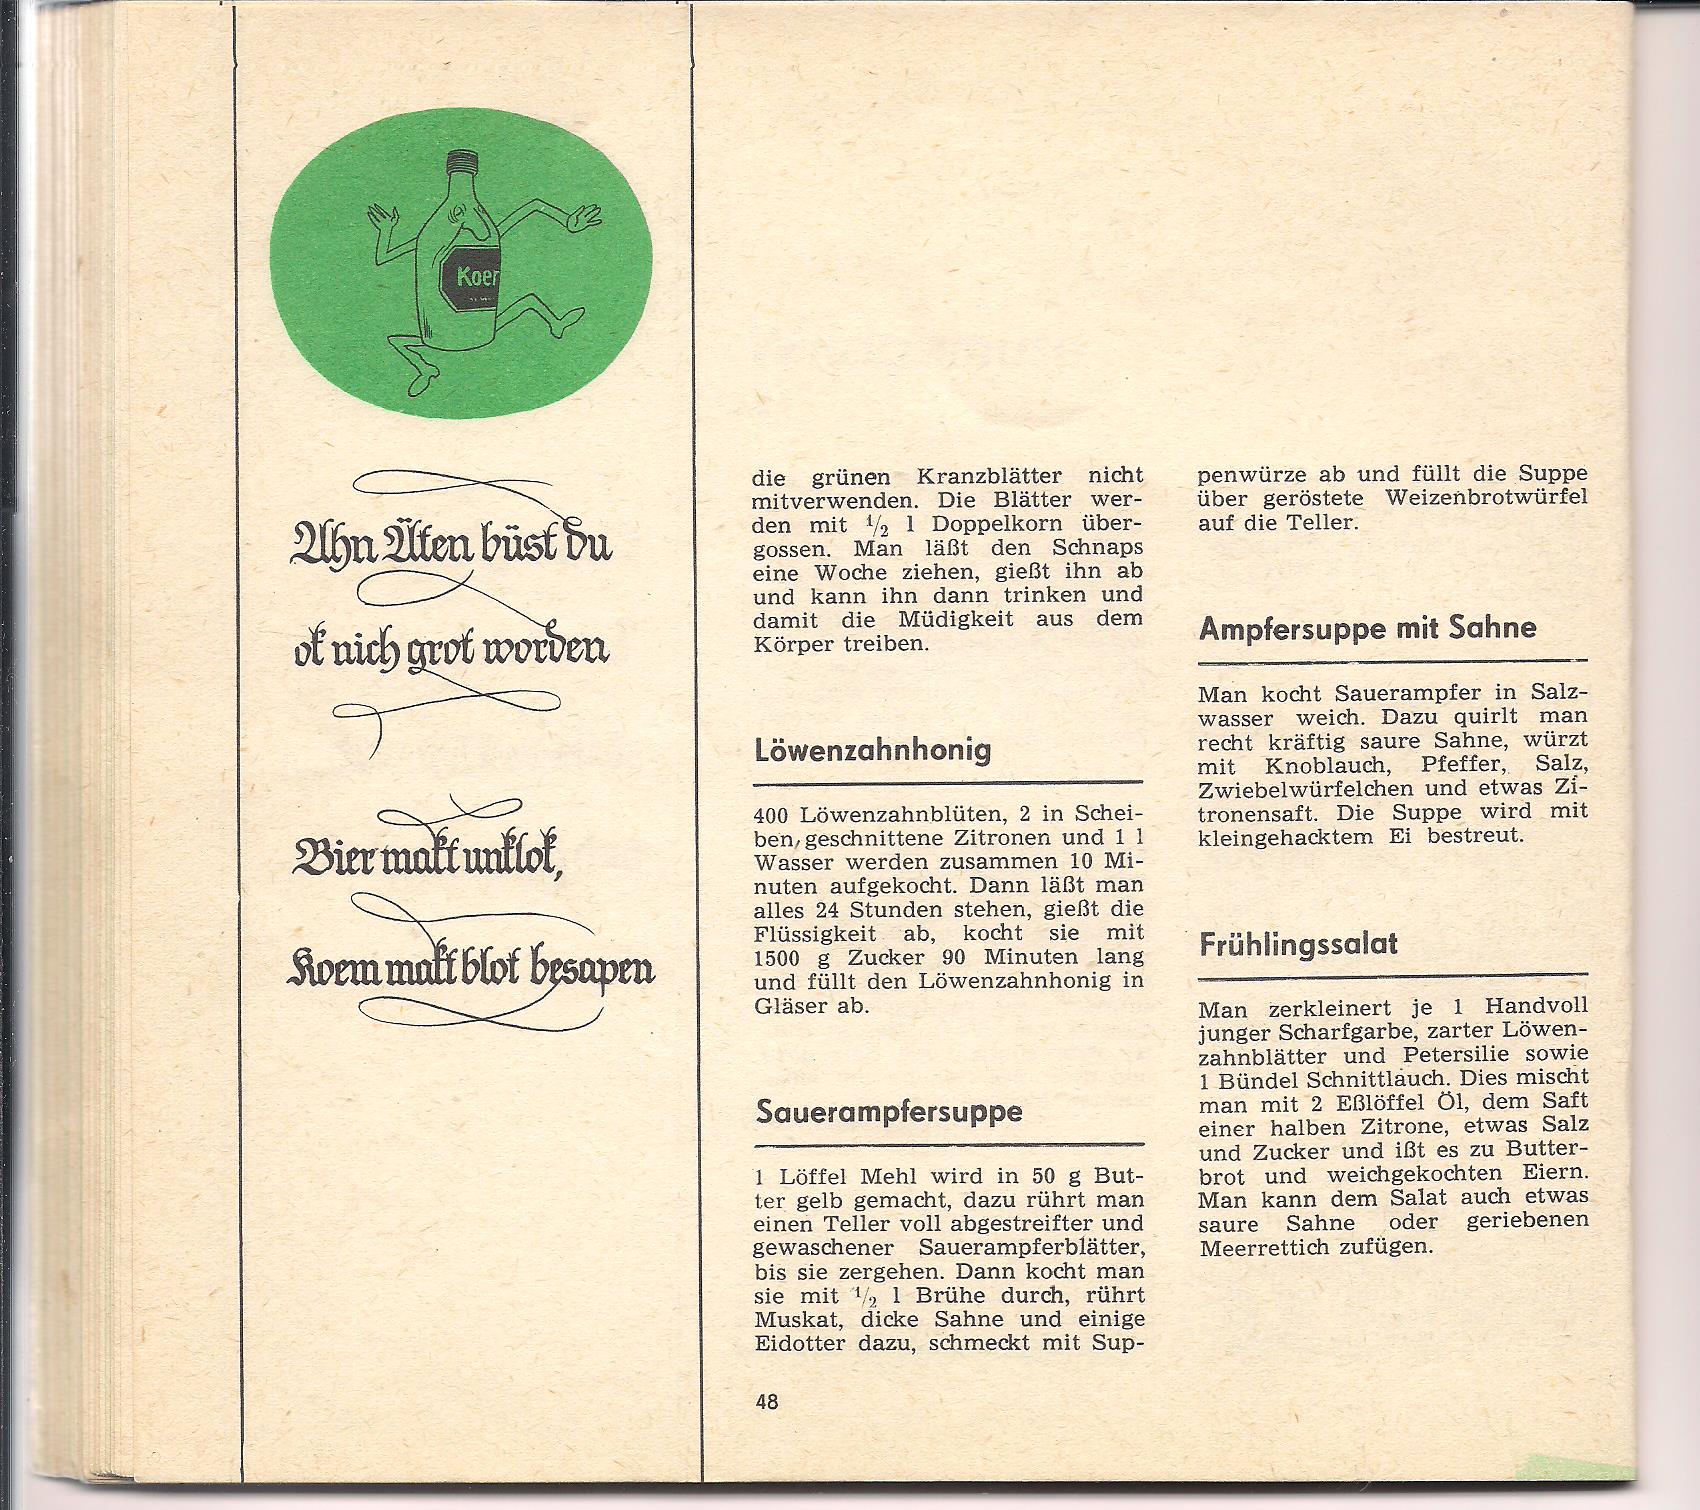 Koer
Ahn Äten büst du
ok nich grot worden
Bier makt unklok,
Koem makt blot besapen
die grünen Kranzblätter nicht
mitverwenden. Die Blätter wer-
den mit 1/2 l Doppelkorn über-
gossen. Man läßt den Schnaps
eine Woche ziehen, gießt ihn ab
und kann ihn dann trinken und
damit die Müdigkeit aus dem
Körper treiben.
Löwenzahnhonig
400 Löwenzahnblüten, 2 in Schei-
ben geschnittene Zitronen und 1 l
Wasser werden zusammen 10 Mi-
nuten aufgekocht. Dann läßt man
alles 24 Stunden stehen, gießt die
Flüssigkeit ab, kocht sie mit
1500 g Zucker 90 Minuten lang
und füllt den Löwenzahnhonig in
Gläser ab.
Sauerampfersuppe
1 Löffel Mehl wird in 50 g But-
ter gelb gemacht, dazu rührt man
einen Teller voll abgestreifter und
gewaschener Sauerampferblätter,
bis sie zergehen. Dann kocht man
sie mit 1/2 l Brühe durch, rührt
Muskat, dicke Sahne und einige
Eidotter dazu, schmeckt mit Sup-
penwürze ab und füllt die Suppe
über geröstete Weizenbrotwürfel
auf die Teller.
Ampfersuppe mit Sahne
Man kocht Sauerampfer in Salz-
wasser weich. Dazu quirlt man
recht kräftig saure Sahne, würzt
mit Knoblauch, Pfeffer, Salz,
Zwiebelwürfelchen und etwas Zi-
tronensaft. Die Suppe wird mit
kleingehacktem Ei bestreut.
Frühlingssalat
Man zerkleinert je 1 Handvoll
junger Scharfgarbe, zarter Löwen-
zahnblätter und Petersilie sowie
1 Bündel Schnittlauch. Dies mischt
man mit 2 Eßlöffel Öl, dem Saft
einer halben Zitrone, etwas Salz
und Zucker und ißt es zu Butter-
brot und weichgekochten Eiern.
Man kann dem Salat auch etwas
saure Sahne oder geriebenen
Meerrettich zufügen.
48